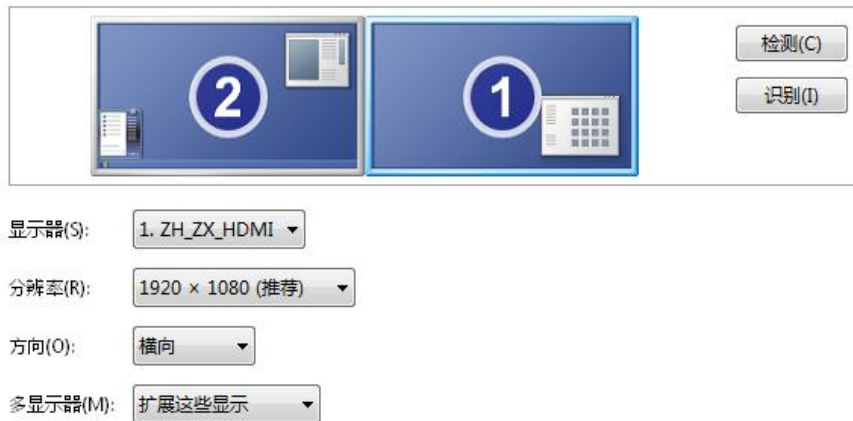 2
1
检测(C)
识别(I)
显示器(S): 1. ZH_ZX_HDMI
分辨率(R): 1920 × 1080 (推荐)
方向(O): 横向
多显示器(M): 扩展这些显示